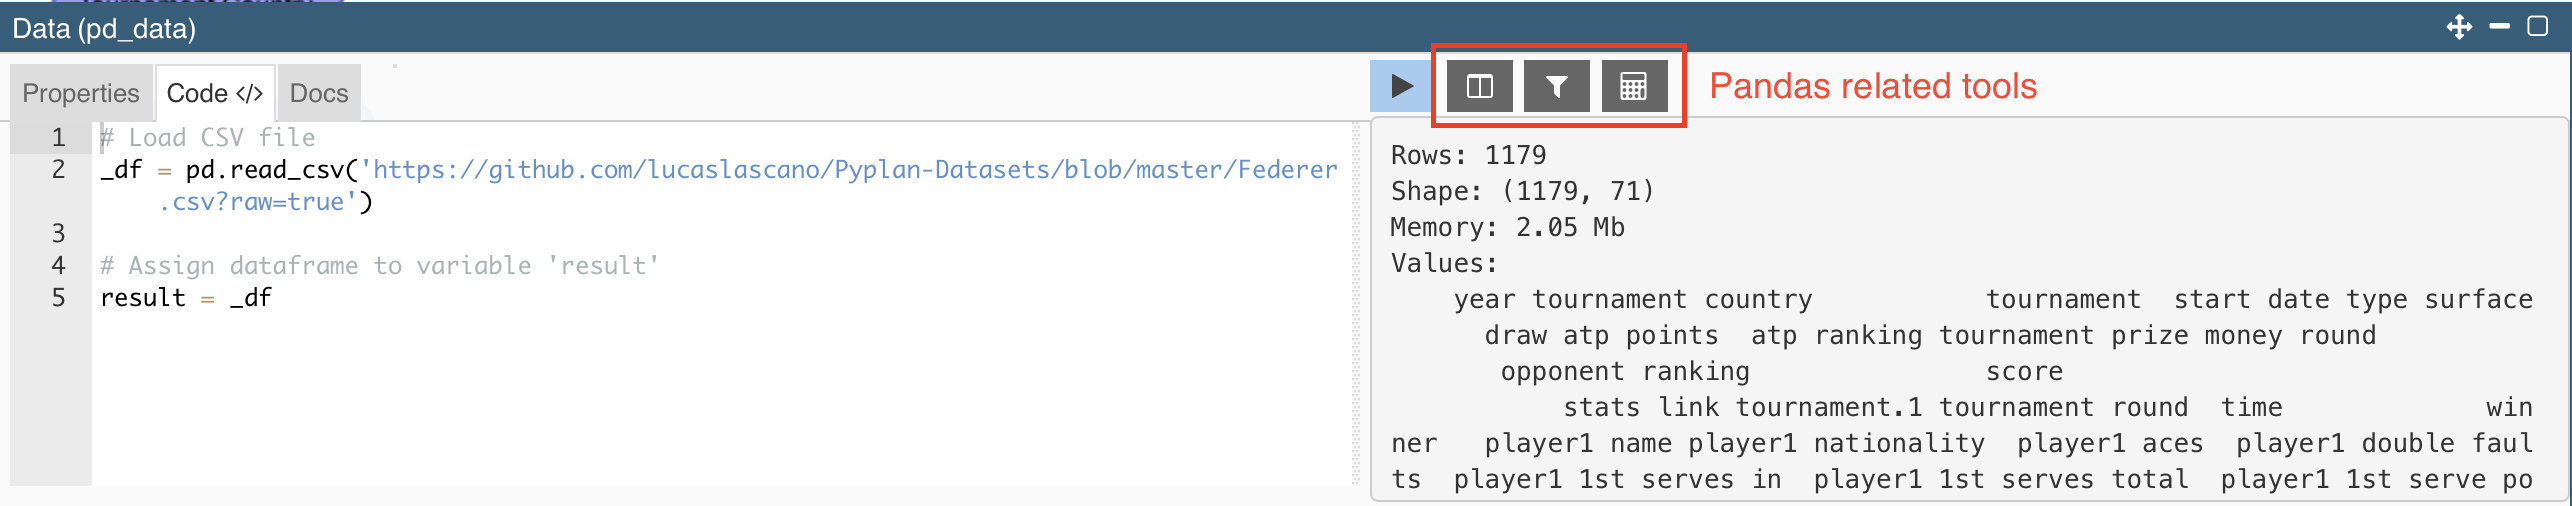 Data (pd_data)
Properties
Code </>
Docs
Pandas related tools
1 # Load CSV file
2 _df = pd.read_csv('https://github.com/lucaslascano/Pyplan-Datasets/blob/master/Federer
.csv?raw=true')
3
4 # Assign dataframe to variable 'result'
5 result = _df
Rows: 1179
Shape: (1179, 71)
Memory: 2.05 Mb
Values:
year tournament country tournament start date type surface
draw atp points atp ranking tournament prize money round
opponent ranking score
stats link tournament.1 tournament round time win
ner player1 name player1 nationality player1 aces player1 double faul
ts player1 1st serves in player1 1st serves total player1 1st serve po